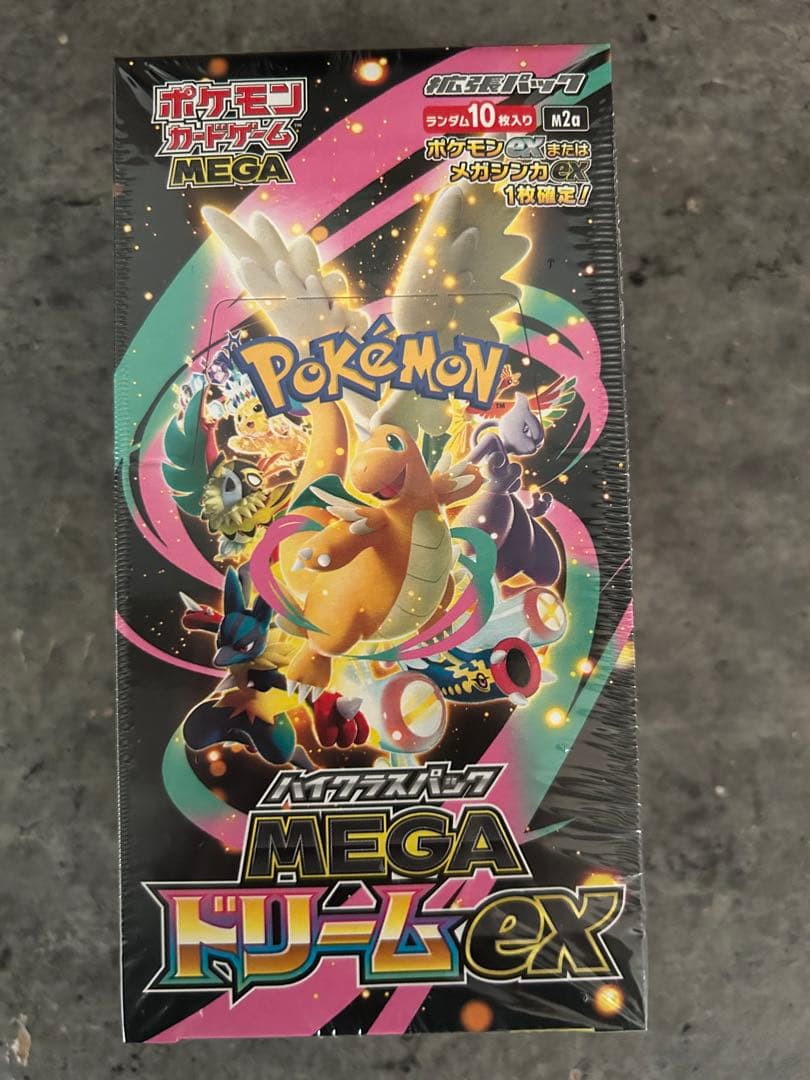 ポケモン
カードゲーム
MEGA
拡張パック
ランダム10枚入り M2a
ポケモンexまたは
メガシンカex
1枚確定!
POKÉMON
TM
ハイクラスパック
MEGA
ドリームex